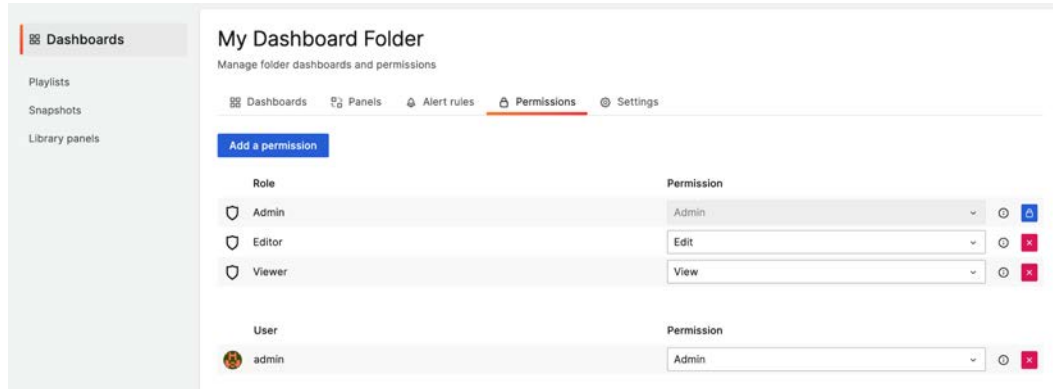 Dashboards
Playlists
Snapshots
Library panels
My Dashboard Folder
Manage folder dashboards and permissions
Dashboards Panels Alert rules Permissions Settings
Add a permission
Role Permission
Admin Admin
Editor Edit
Viewer View
User Permission
admin Admin